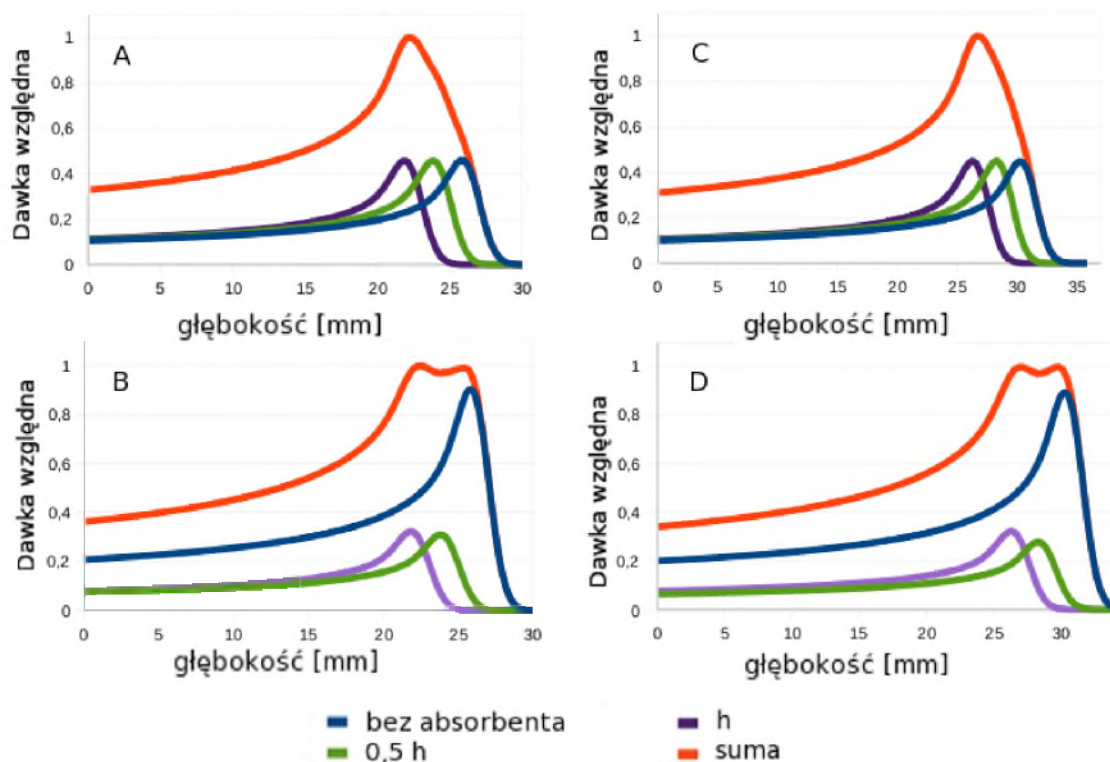 A
Dawka względna
1
0,8
0,6
0,4
0,2
0
0 5 10 15 20 25 30
głębokość [mm]
C
Dawka względna
1
0,8
0,6
0,4
0,2
0
0 5 10 15 20 25 30 35
głębokość [mm]
B
Dawka względna
1
0,8
0,6
0,4
0,2
0
0 5 10 15 20 25 30
głębokość [mm]
D
Dawka względna
1
0,8
0,6
0,4
0,2
0
0 5 10 15 20 25 30
głębokość [mm]
bez absorbenta
h
0,5 h
suma